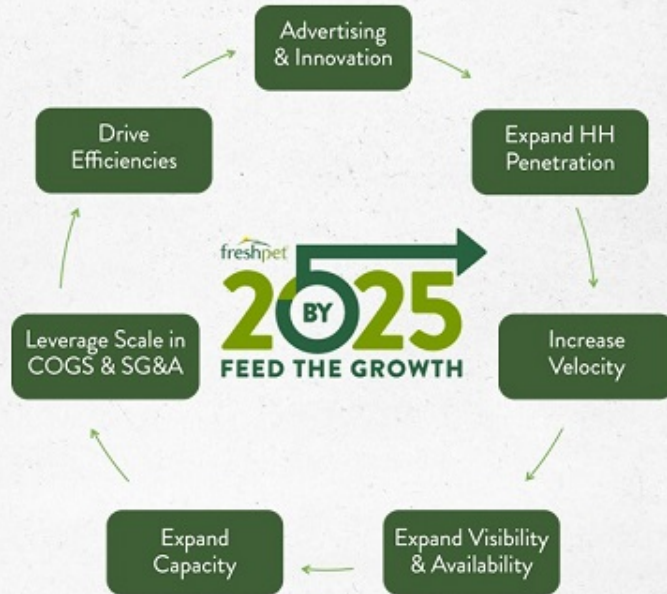 Advertising
& Innovation
Expand HH
Penetration
Increase
Velocity
Expand Visibility
& Availability
Expand
Capacity
Leverage Scale in
COGS & SG&A
Drive
Efficiencies
freshpet
2025
BY
FEED THE GROWTH